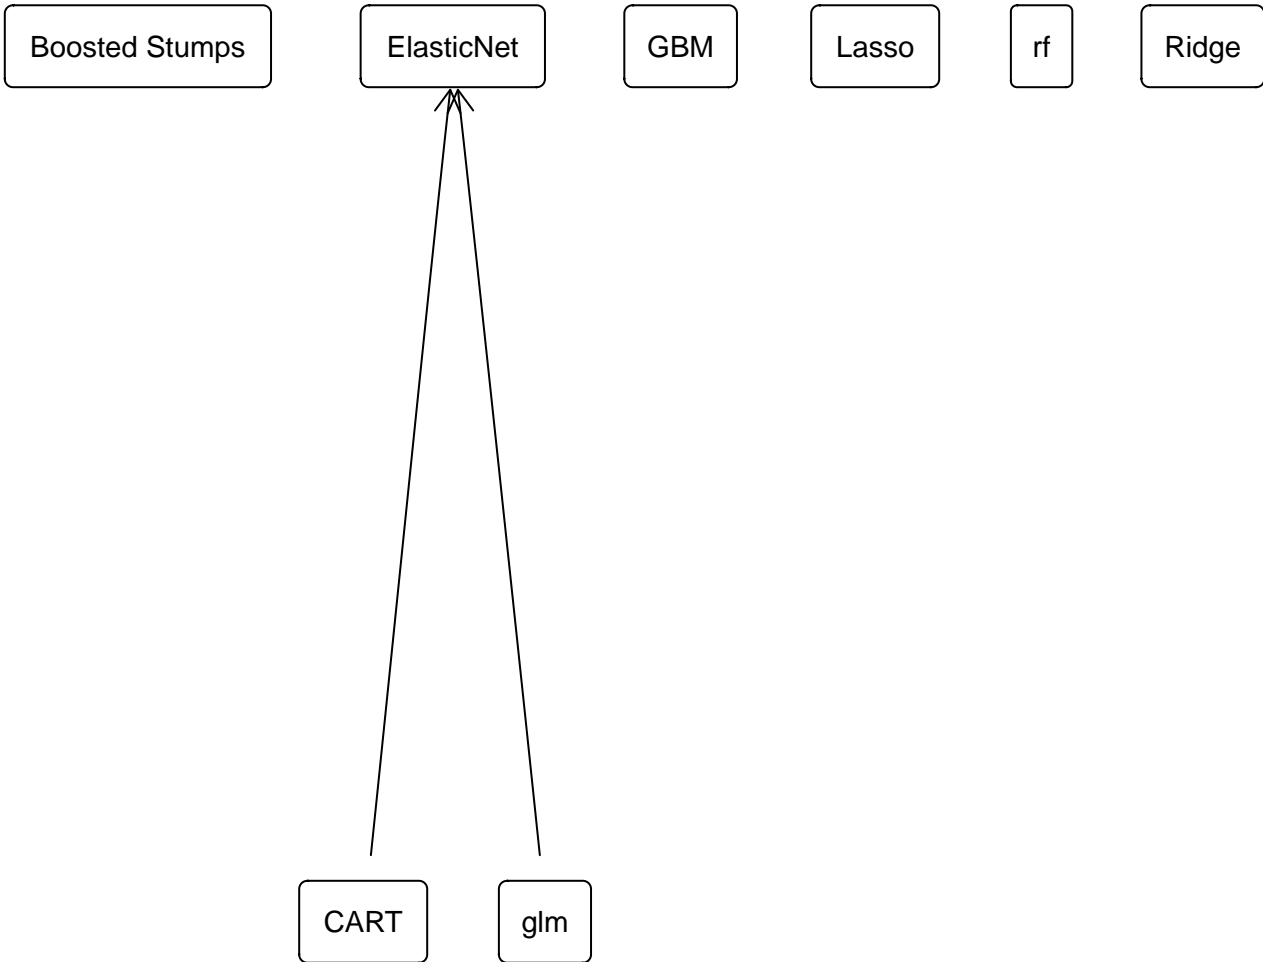 Boosted Stumps
ElasticNet
GBM
Lasso
rf
Ridge
CART
glm